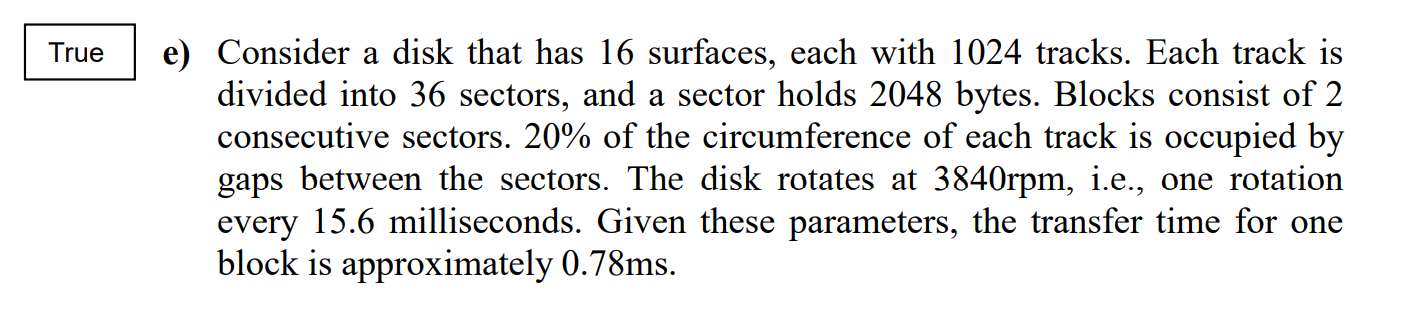 True e) Consider a disk that has 16 surfaces, each with 1024 tracks. Each track is
divided into 36 sectors, and a sector holds 2048 bytes. Blocks consist of 2
consecutive sectors. 20% of the circumference of each track is occupied by
gaps between the sectors. The disk rotates at 3840rpm, i.e., one rotation
every 15.6 milliseconds. Given these parameters, the transfer time for one
block is approximately 0.78ms.